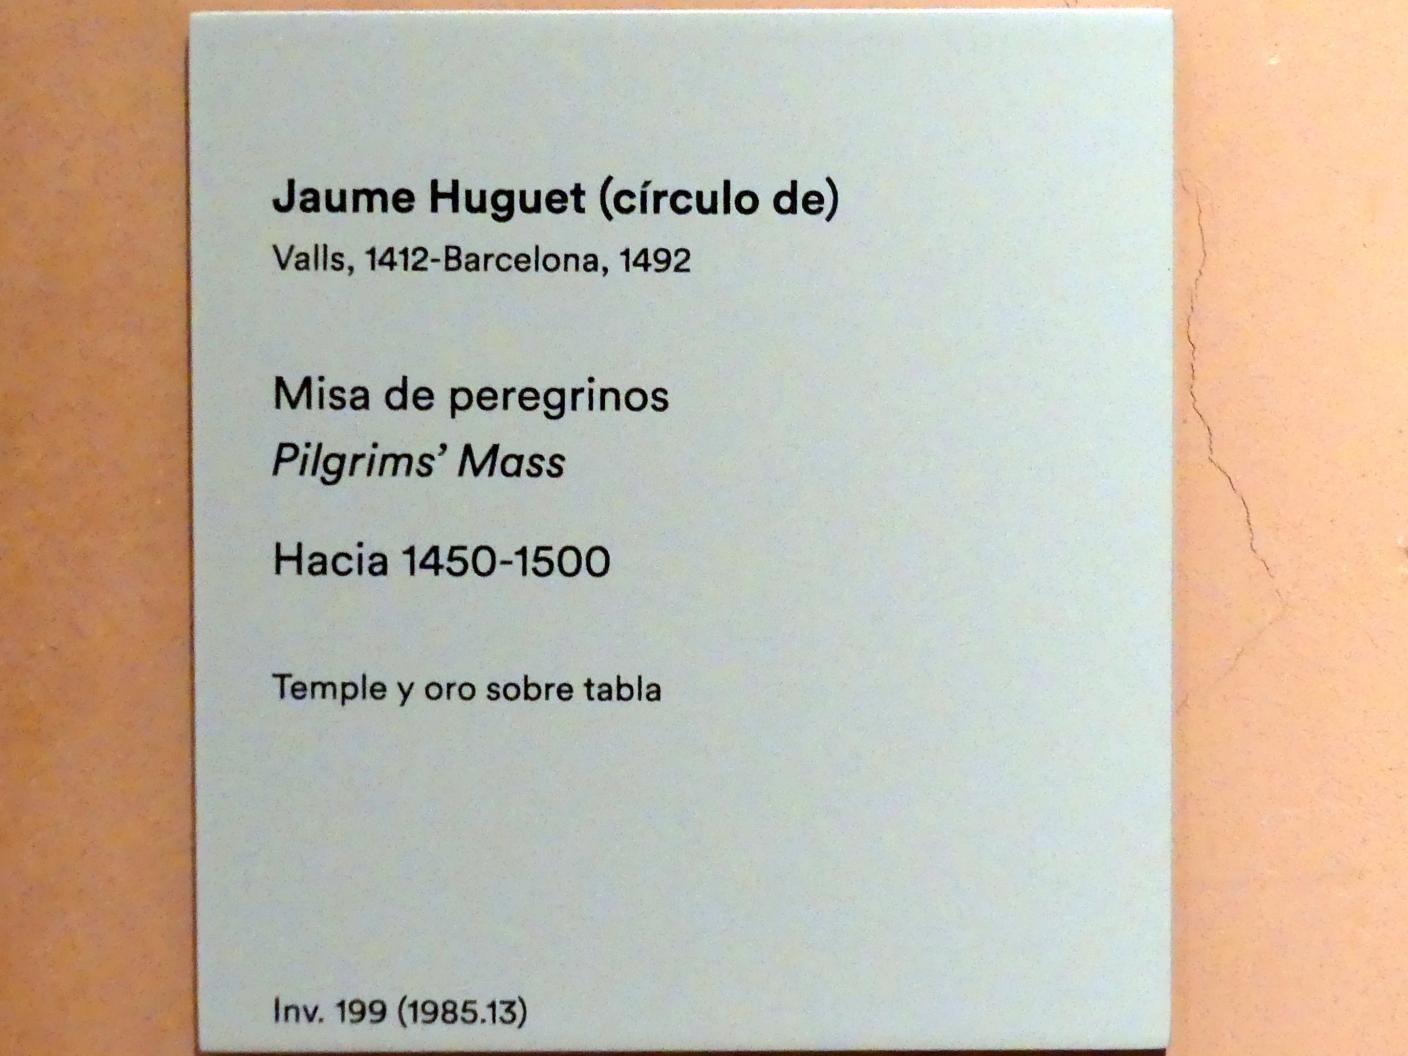 Jaume Huguet (círculo de)
Valls, 1412-Barcelona, 1492
Misa de peregrinos
Pilgrims’ Mass
Hacia 1450-1500
Temple y oro sobre tabla
Inv. 199 (1985.13)